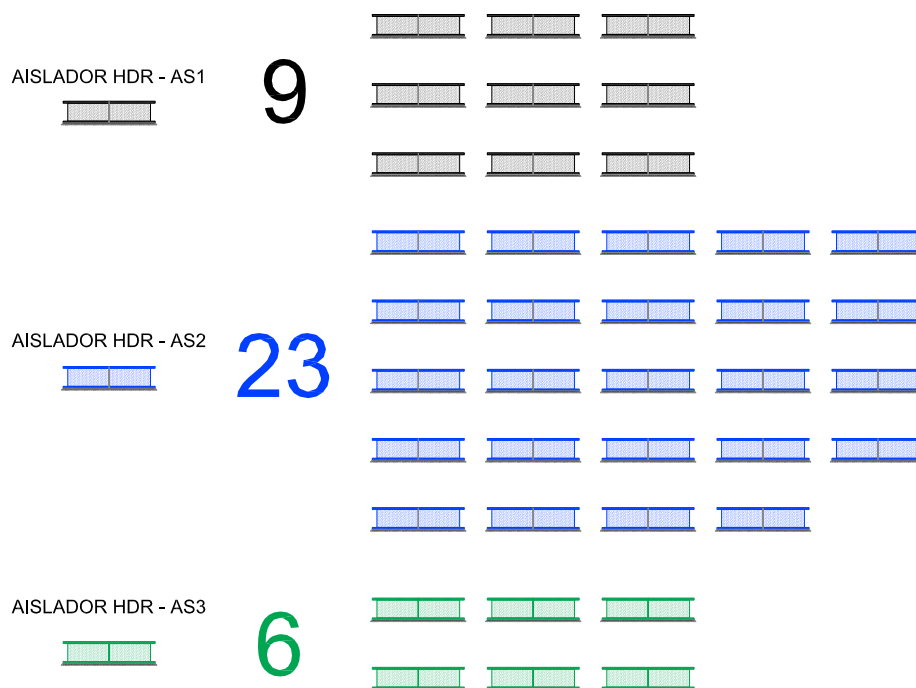 AISLADOR HDR - AS1
9
AISLADOR HDR - AS2
23
AISLADOR HDR - AS3
6